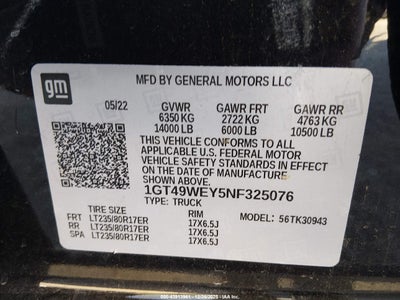 gm
MFD BY GENERAL MOTORS LLC
05/22 GVWR GAWR FRT GAWR RR
6350 KG 2722 KG 4763 KG
14000 LB 6000 LB 10500 LB
THIS VEHICLE CONFORMS TO ALL
APPLICABLE U.S. FEDERAL MOTOR
VEHICLE SAFETY STANDARDS IN EFFECT
ON THE DATE OF MANUFACTURE
SHOWN ABOVE.
1GT49WEY5NF325076
TYPE: TRUCK
TIRE SIZE RIM MODEL: 56TK30943
FRT LT235/80R17ER 17X6.5J
RR LT235/80R17ER 17X6.5J
SPA LT235/80R17ER 17X6.5J